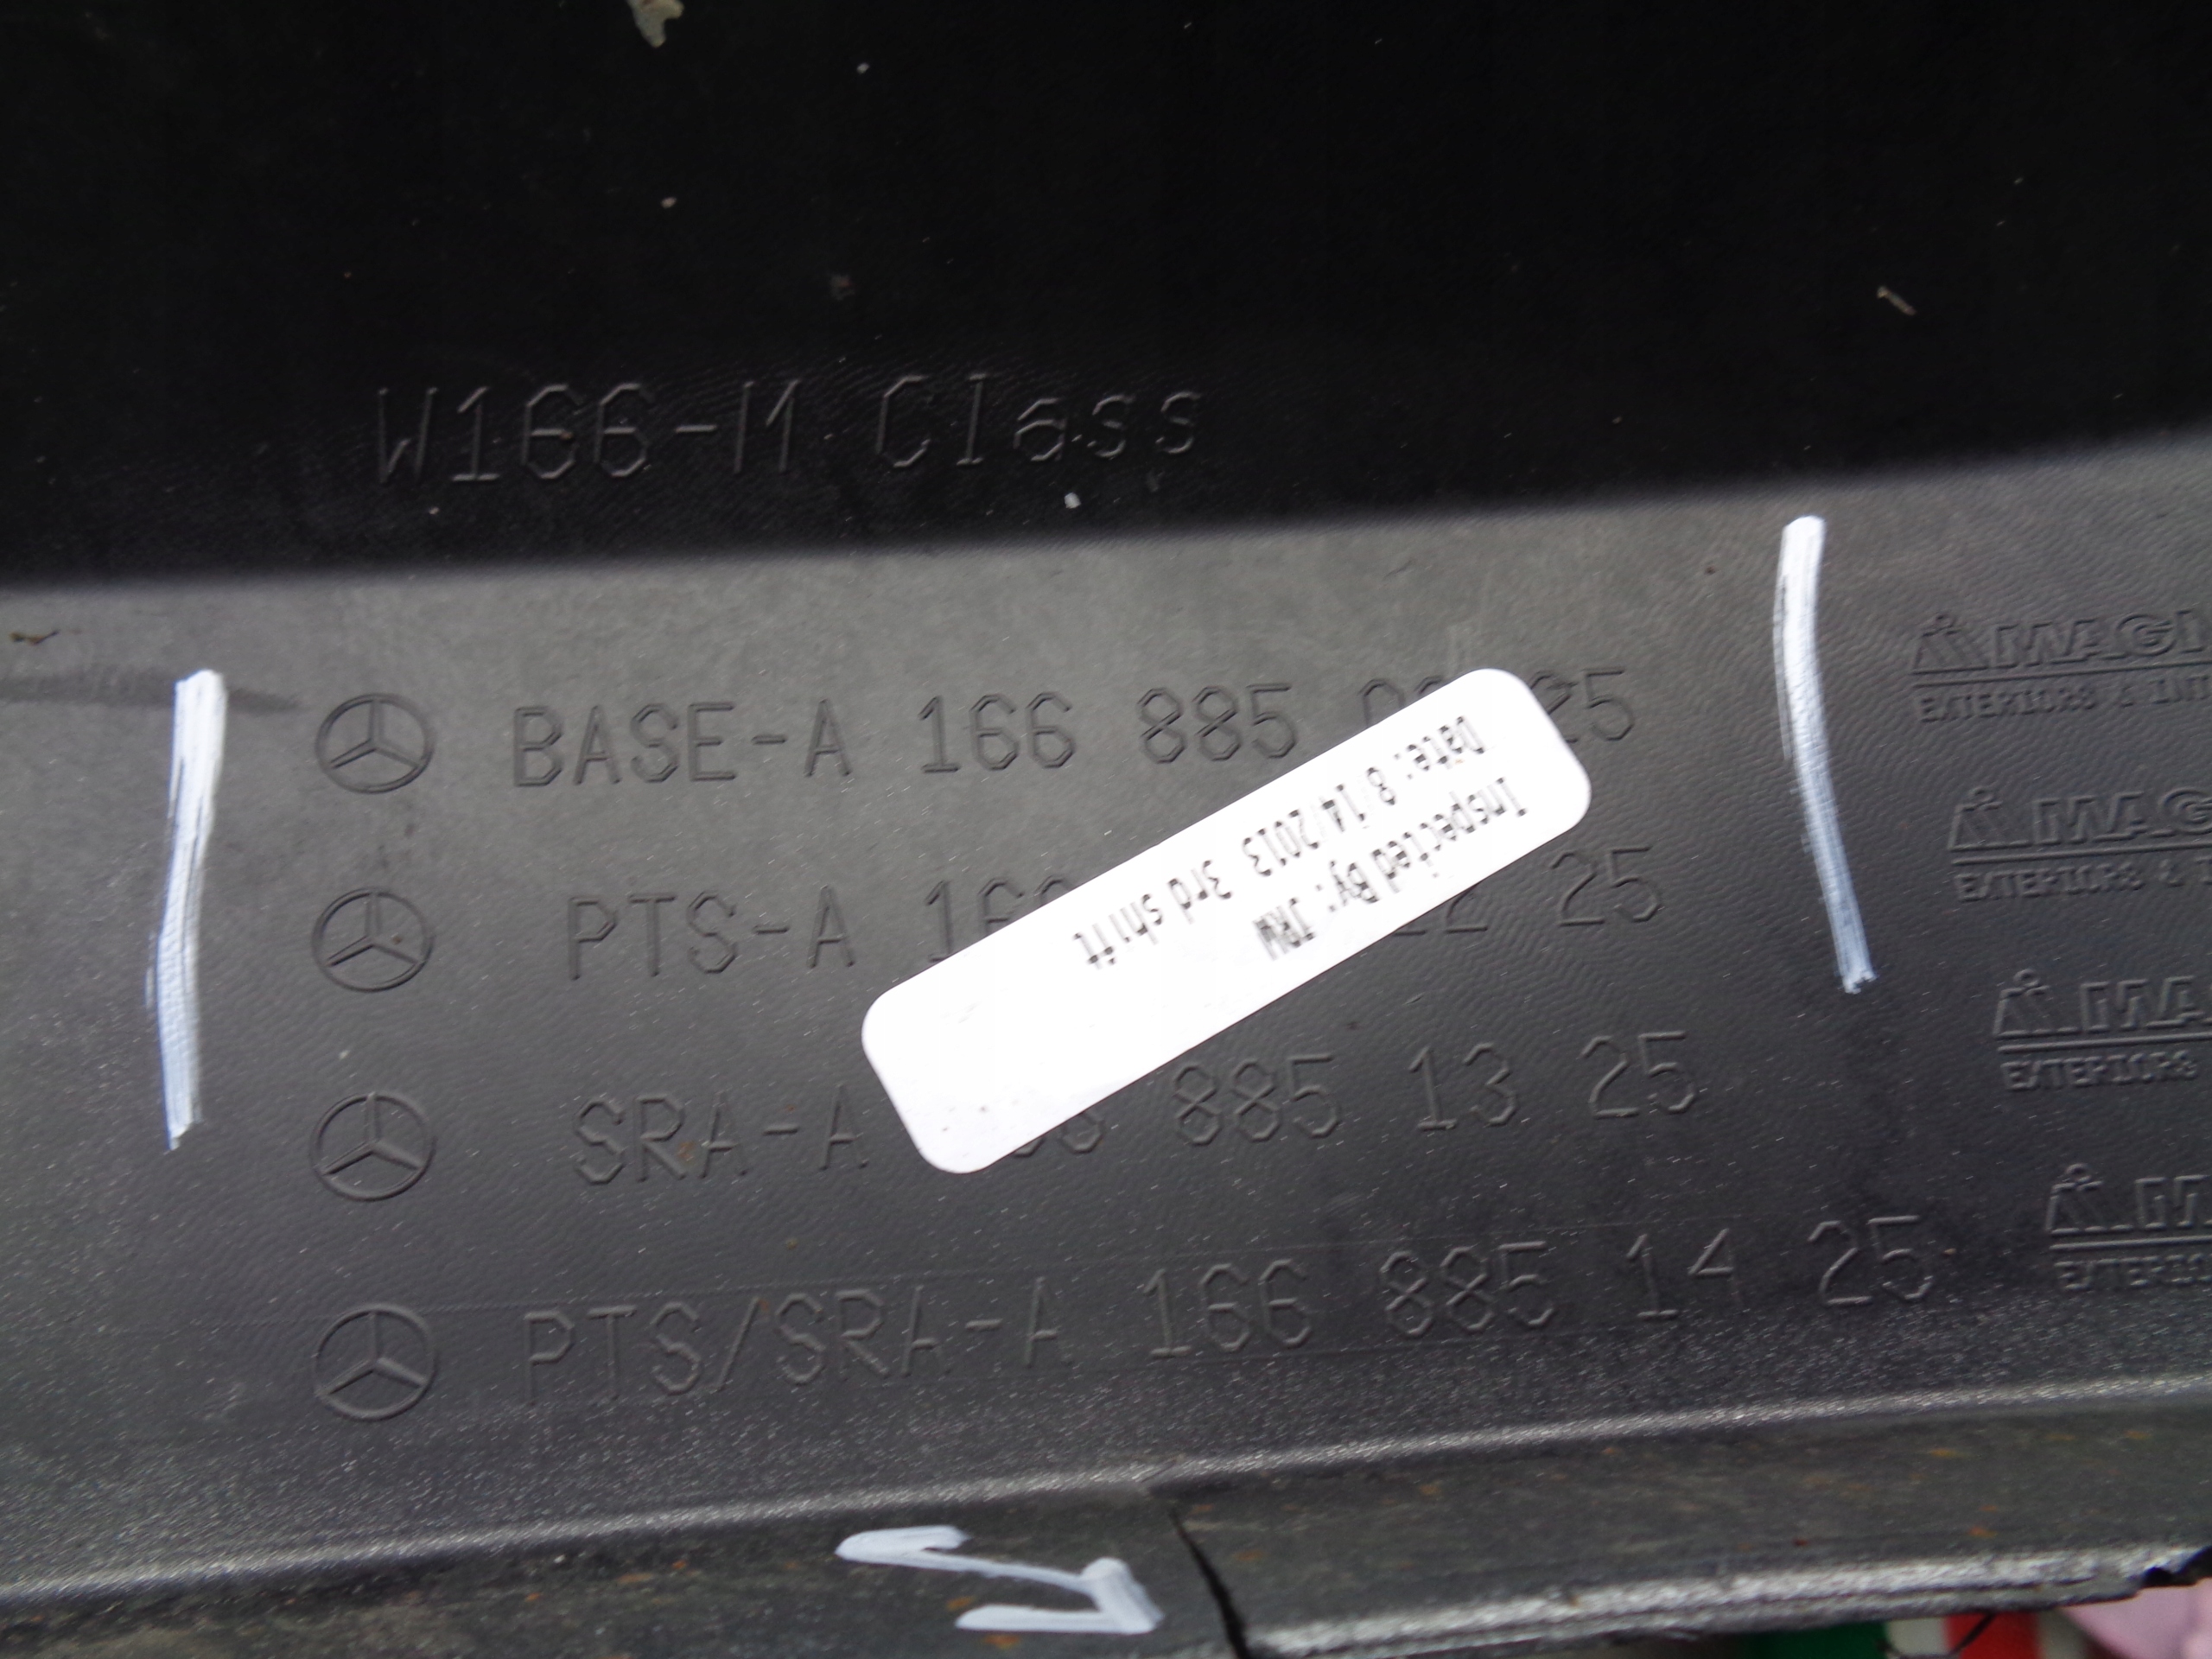 W166-M Class
BASE-A 166 885 25
PTS-A 25
SRA-A 885 13 25
PTS/SRA-A 166 885 14 25
Inspected By: JRW
Date: 8/14/2013 3rd shift
EXTERIORS &
EXTERIORS &
EXTERIORS